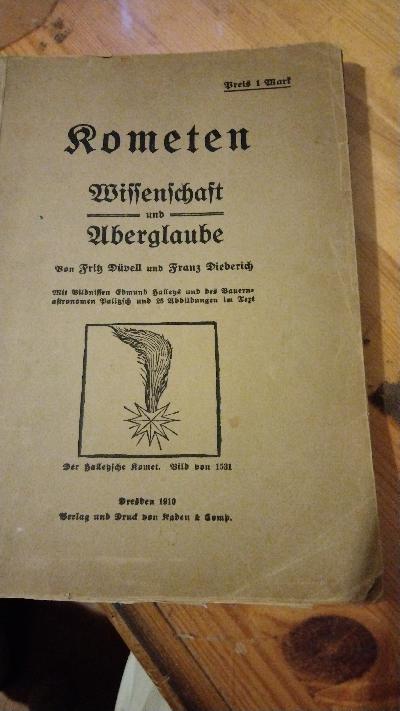 Preis 1 Mark
Kometen
Wissenschaft
und
Aberglaube
Von Fritz Düvell und Franz Diederich
Mit Bildnissen Edmund Halleys und des Bauern-
astronomen Palitzsch und 25 Abbildungen im Text
Der Halleysche Komet. Bild von 1531
Dresden 1910
Verlag und Druck von Kaden & Comp.